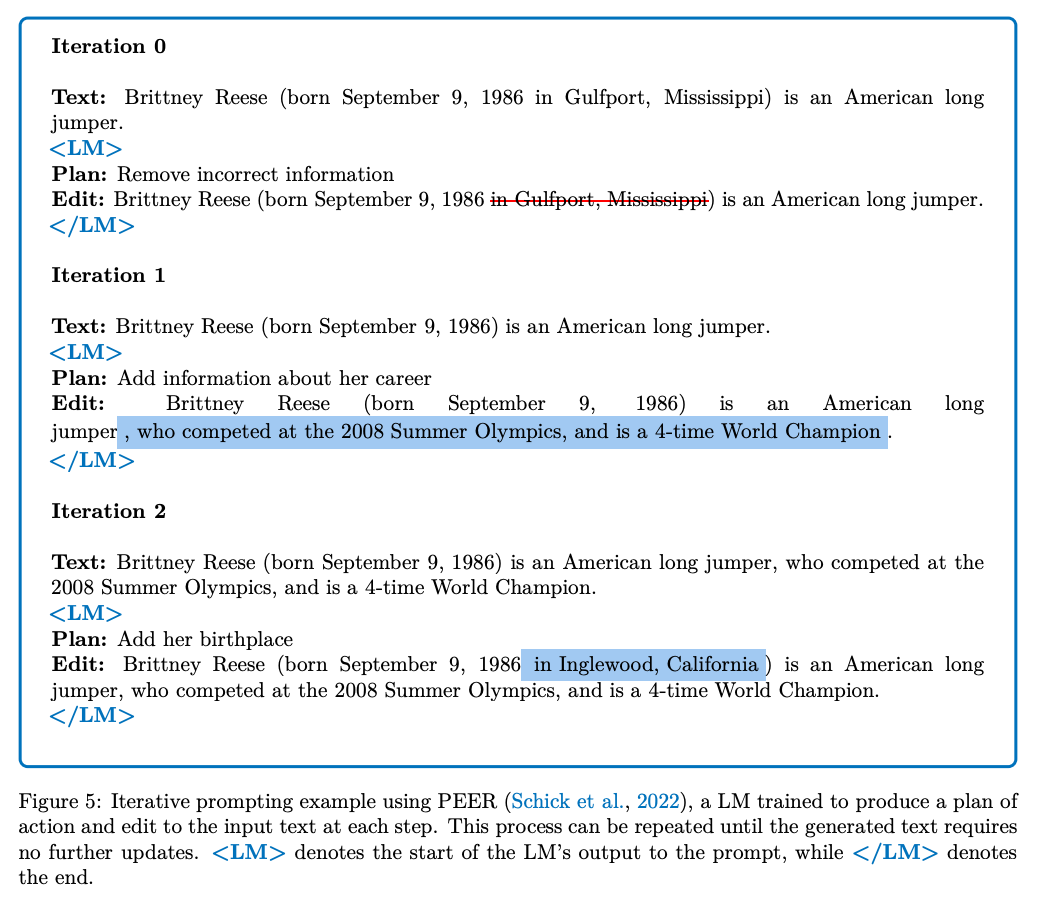 Iteration 0
Text: Brittney Reese (born September 9, 1986 in Gulfport, Mississippi) is an American long
jumper.
<LM>
Plan: Remove incorrect information
Edit: Brittney Reese (born September 9, 1986 in Gulfport, Mississippi) is an American long jumper.
</LM>
Iteration 1
Text: Brittney Reese (born September 9, 1986) is an American long jumper.
<LM>
Plan: Add information about her career
Edit: Brittney Reese (born September 9, 1986) is an American long
jumper , who competed at the 2008 Summer Olympics, and is a 4-time World Champion .
</LM>
Iteration 2
Text: Brittney Reese (born September 9, 1986) is an American long jumper, who competed at the
2008 Summer Olympics, and is a 4-time World Champion.
<LM>
Plan: Add her birthplace
Edit: Brittney Reese (born September 9, 1986 in Inglewood, California ) is an American long
jumper, who competed at the 2008 Summer Olympics, and is a 4-time World Champion.
</LM>
Figure 5: Iterative prompting example using PEER (Schick et al., 2022), a LM trained to produce a plan of
action and edit to the input text at each step. This process can be repeated until the generated text requires
no further updates. <LM> denotes the start of the LM's output to the prompt, while </LM> denotes
the end.